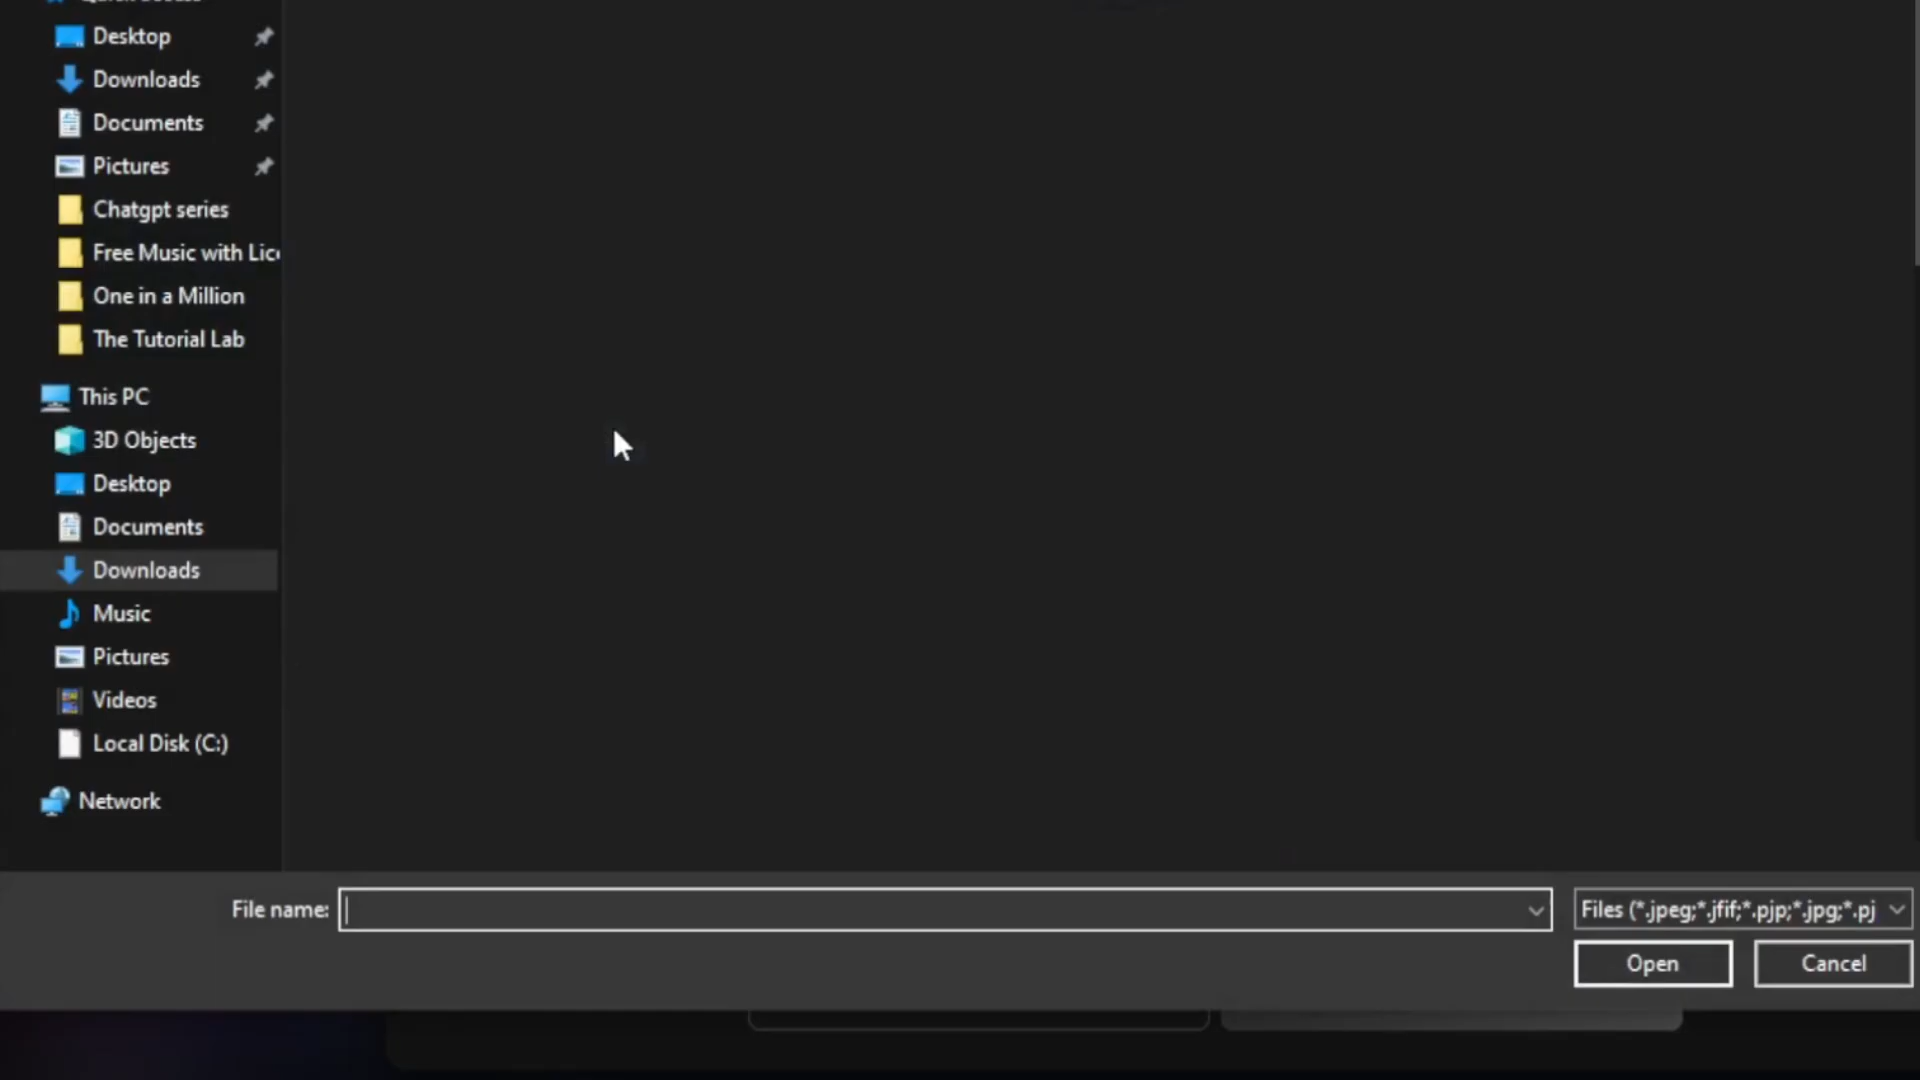 Quick access
Desktop
Downloads
Documents
Pictures
Chatgpt series
Free Music with Lic
One in a Million
The Tutorial Lab
This PC
3D Objects
Desktop
Documents
Downloads
Music
Pictures
Videos
Local Disk (C:)
Network
File name:
Files (*.jpeg;*.jfif;*.pjp;*.jpg;*.pj
Open
Cancel